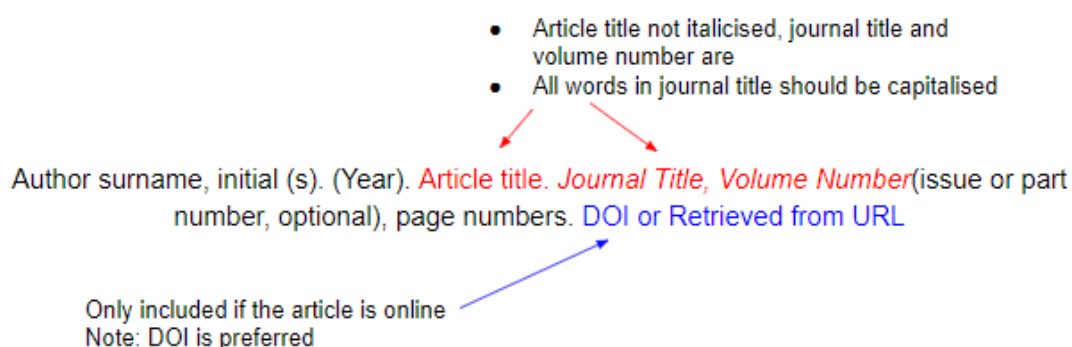 ● Article title not italicised, journal title and
volume number are
● All words in journal title should be capitalised
Author surname, initial (s). (Year). Article title. Journal Title, Volume Number(issue or part
number, optional), page numbers. DOI or Retrieved from URL
Only included if the article is online
Note: DOI is preferred